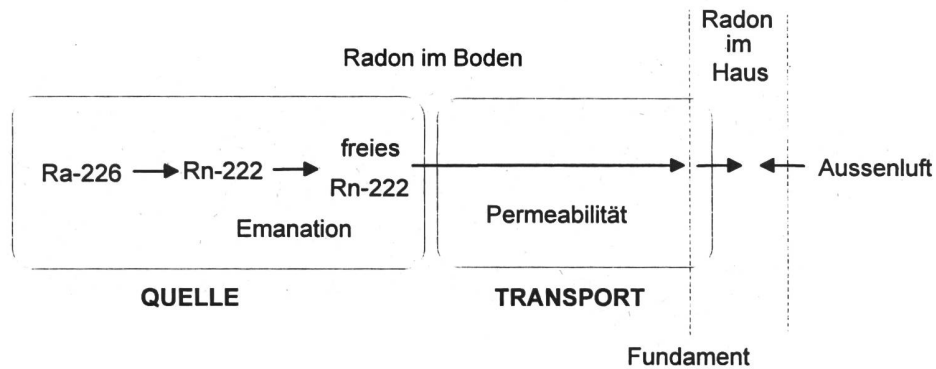 Radon
im
Haus
Radon im Boden
Ra-226
Rn-222
freies
Rn-222
Emanation
Permeabilität
Aussenluft
QUELLE
TRANSPORT
Fundament